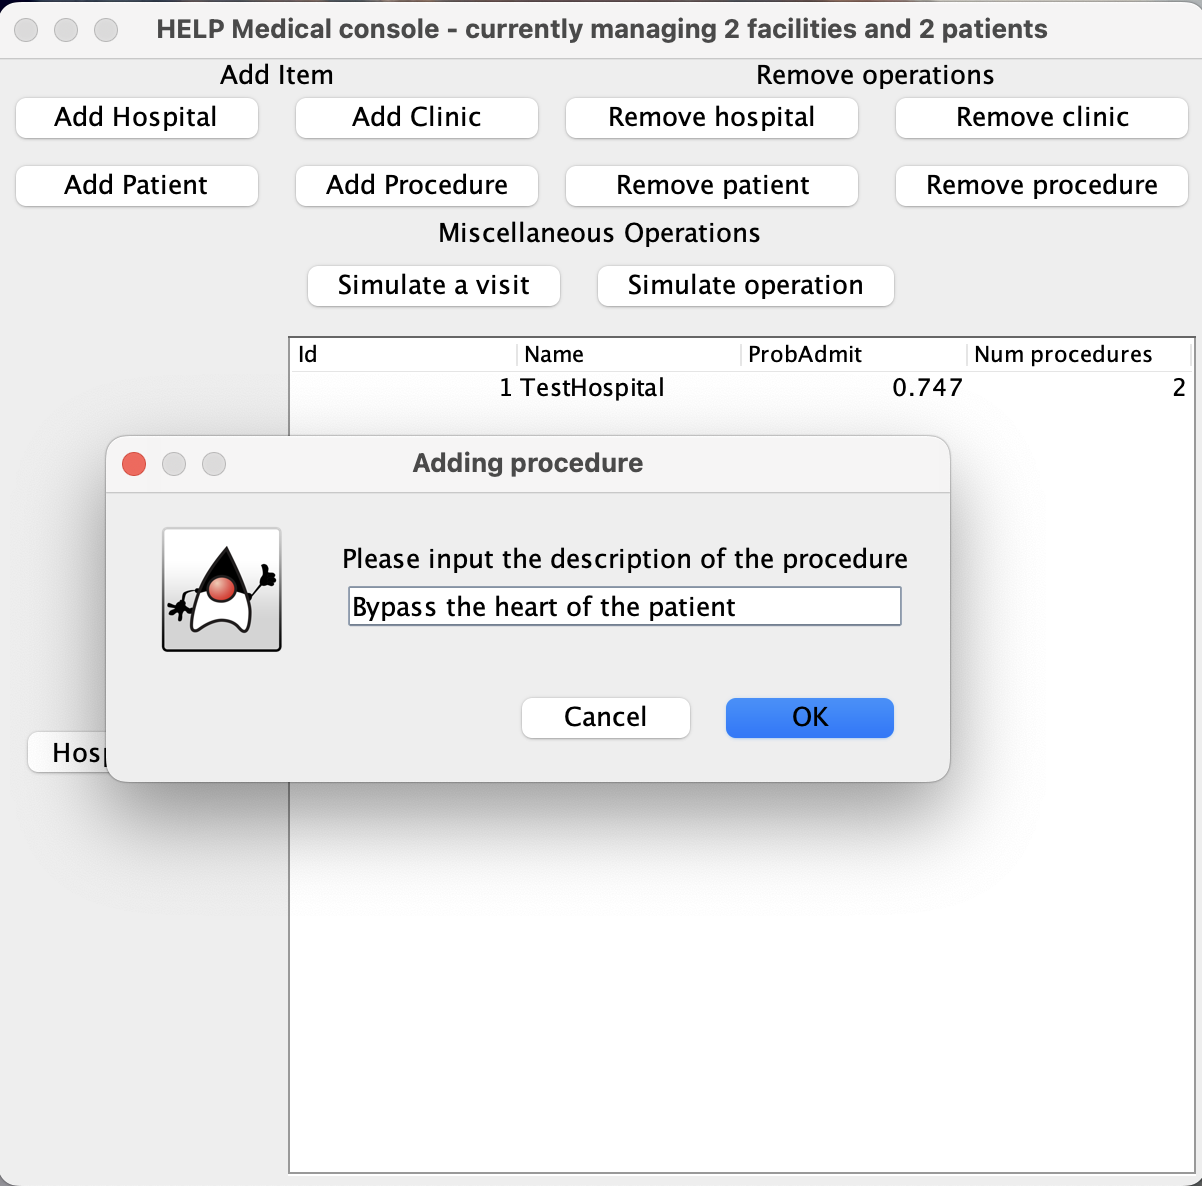 HELP Medical console - currently managing 2 facilities and 2 patients
Add Item Remove operations
Add Hospital Add Clinic Remove hospital Remove clinic
Add Patient Add Procedure Remove patient Remove procedure
Miscellaneous Operations
Simulate a visit Simulate operation
Id Name ProbAdmit Num procedures
1 TestHospital 0.747 2
Adding procedure
Please input the description of the procedure
Bypass the heart of the patient
Cancel OK